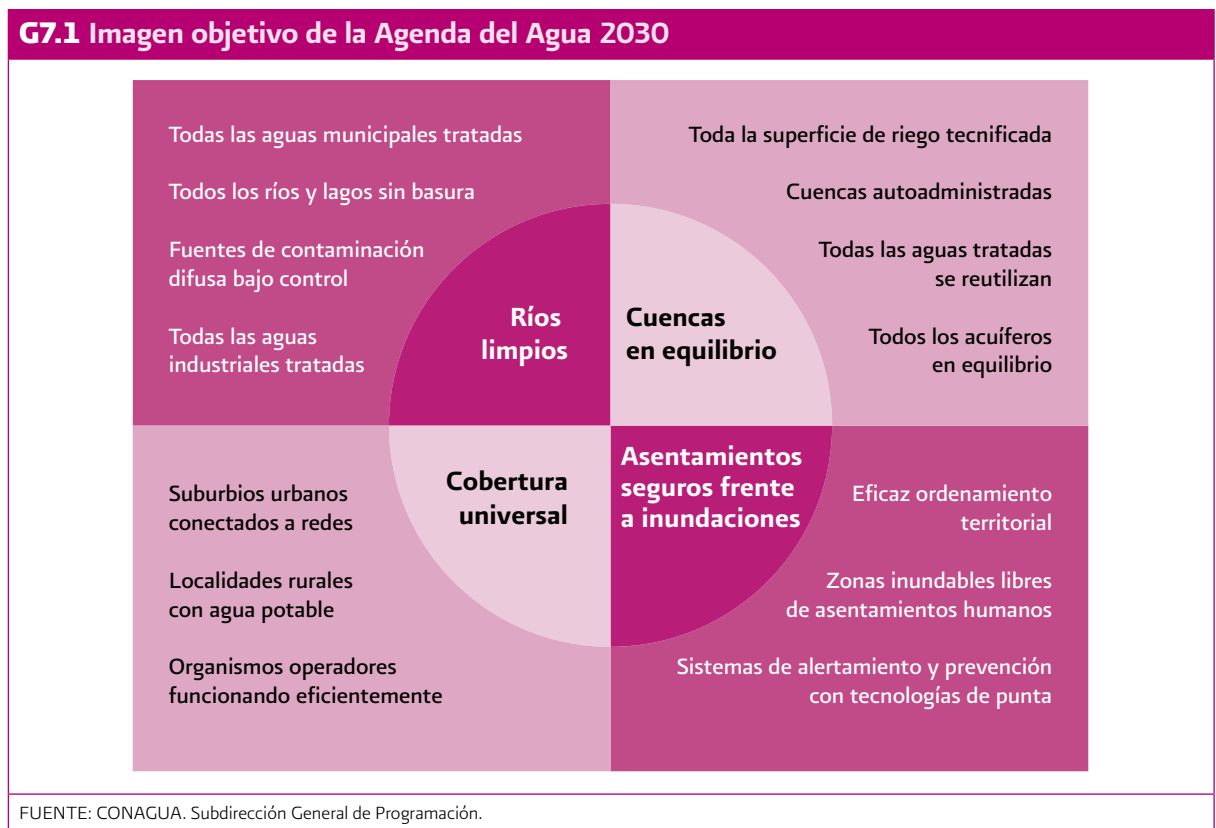 G7.1 Imagen objetivo de la Agenda del Agua 2030
Todas las aguas municipales tratadas
Todos los ríos y lagos sin basura
Fuentes de contaminación
difusa bajo control
Todas las aguas
industriales tratadas
Ríos
limpios
Toda la superficie de riego tecnificada
Cuencas autoadministradas
Todas las aguas tratadas
se reutilizan
Todos los acuíferos
en equilibrio
Cuencas
en equilibrio
Suburbios urbanos
conectados a redes
Localidades rurales
con agua potable
Organismos operadores
funcionando eficientemente
Cobertura
universal
Asentamientos
seguros frente
a inundaciones
Eficaz ordenamiento
territorial
Zonas inundables libres
de asentamientos humanos
Sistemas de alertamiento y prevención
con tecnologías de punta
FUENTE: CONAGUA. Subdirección General de Programación.